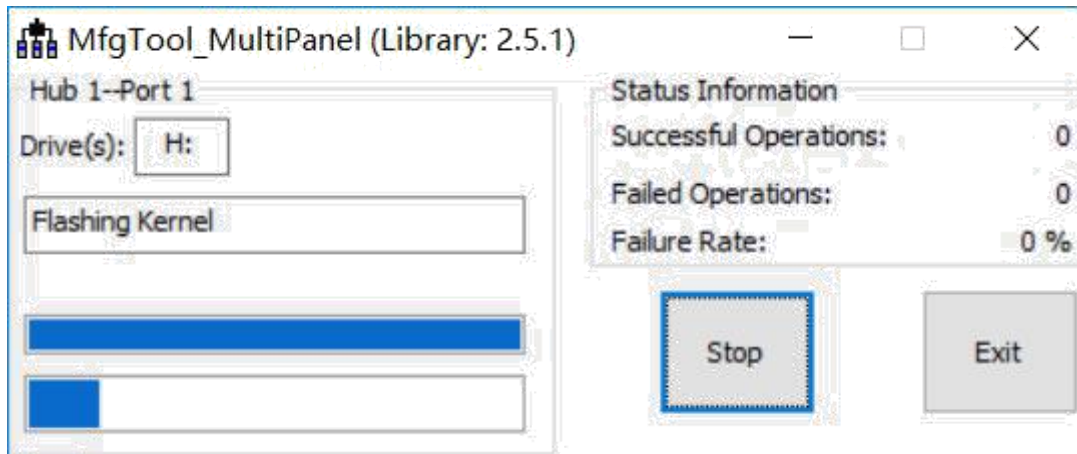 MfgTool_MultiPanel (Library: 2.5.1)
Hub 1--Port 1
Drive(s): H:
Flashing Kernel
Status Information
Successful Operations: 0
Failed Operations: 0
Failure Rate: 0 %
Stop
Exit